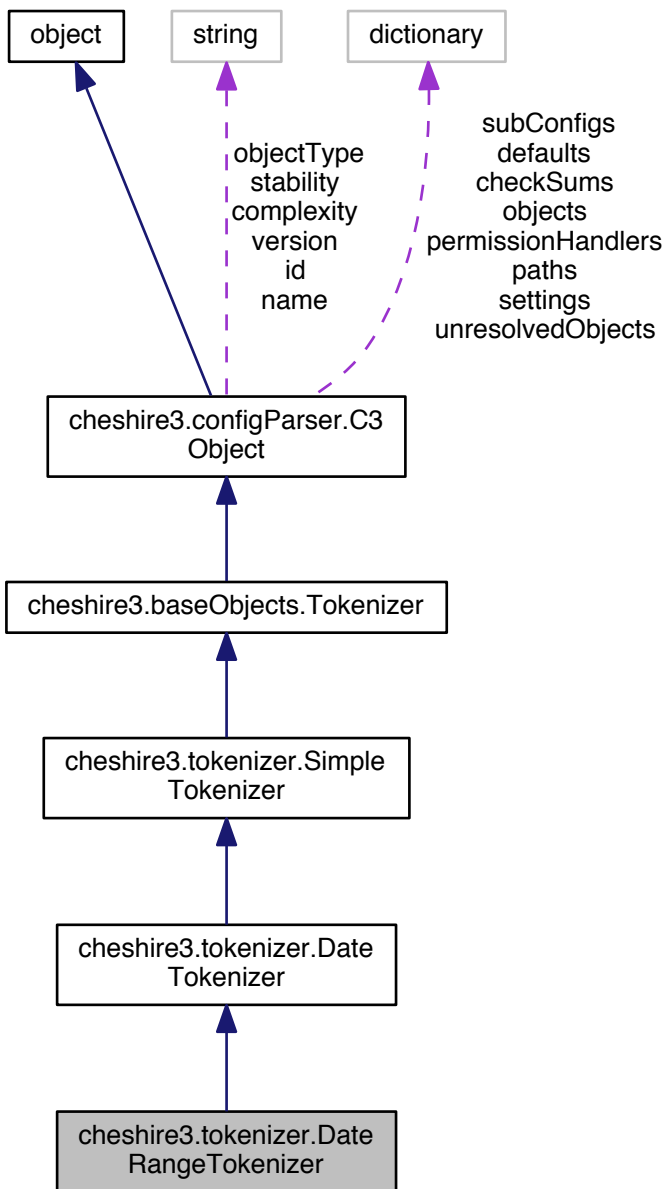 object
string
dictionary
objectType
stability
complexity
version
id
name
subConfigs
defaults
checkSums
objects
permissionHandlers
paths
settings
unresolvedObjects
cheshire3.configParser.C3
Object
cheshire3.baseObjects.Tokenizer
cheshire3.tokenizer.Simple
Tokenizer
cheshire3.tokenizer.Date
Tokenizer
cheshire3.tokenizer.Date
RangeTokenizer